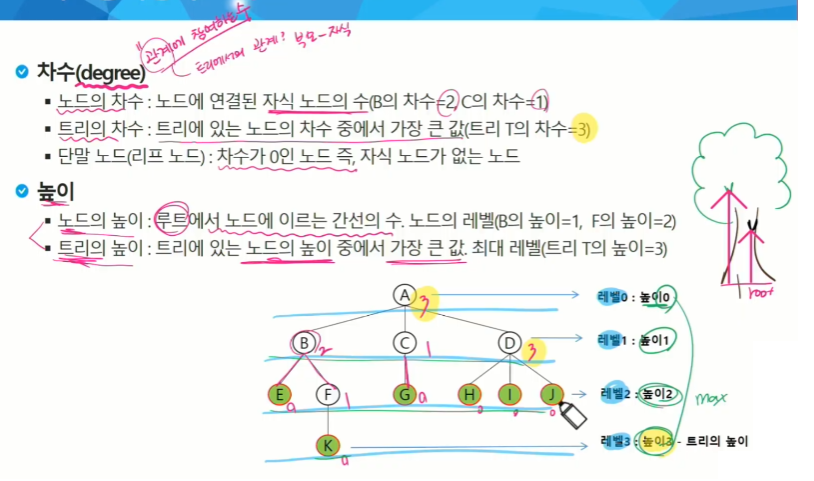 "관계에 참여하는 수
트리에서의 관계? 부모-자식
차수(degree)
노드의 차수 : 노드에 연결된 자식 노드의 수(B의 차수=2, C의 차수=1)
트리의 차수 : 트리에 있는 노드의 차수 중에서 가장 큰 값(트리 T의 차수=3)
단말 노드(리프 노드) : 차수가 0인 노드 즉, 자식 노드가 없는 노드
높이
노드의 높이 : 루트에서 노드에 이르는 간선의 수. 노드의 레벨(B의 높이=1, F의 높이=2)
트리의 높이 : 트리에 있는 노드의 높이 중에서 가장 큰 값. 최대 레벨(트리 T의 높이=3)
root
A 3 레벨0 : 높이0
B 2 C 1 D 3 레벨1 : 높이1
E 0 F 1 G 0 H 0 I 0 J 0 레벨2 : 높이2 max
K 0 레벨3 : 높이3 - 트리의 높이